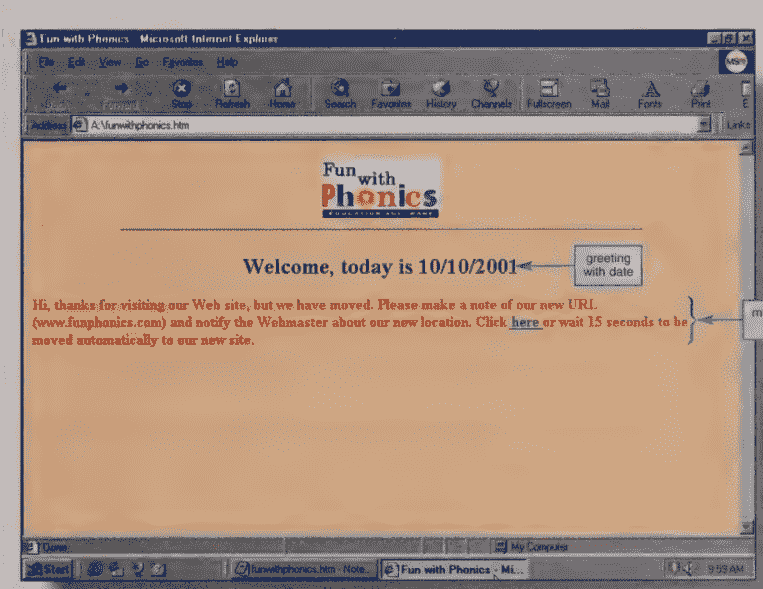 Fun with Phonics - Microsoft Internet Explorer
File Edit View Go Favorites Help
Back Forward Stop Refresh Home Search Favorites History Channels Fullscreen Mail Fonts Print E
Address A:\funwithphonics.htm Links
Fun with
Phonics
EDUCATION SOFTWARE
Welcome, today is 10/10/2001
greeting
with date
Hi, thanks for visiting our Web site, but we have moved. Please make a note of our new URL
(www.funphonics.com) and notify the Webmaster about our new location. Click here or wait 15 seconds to be
moved automatically to our new site.
m
Done My Computer
Start funwithphonics.htm - Note... Fun with Phonics - Mi... 9:59 AM